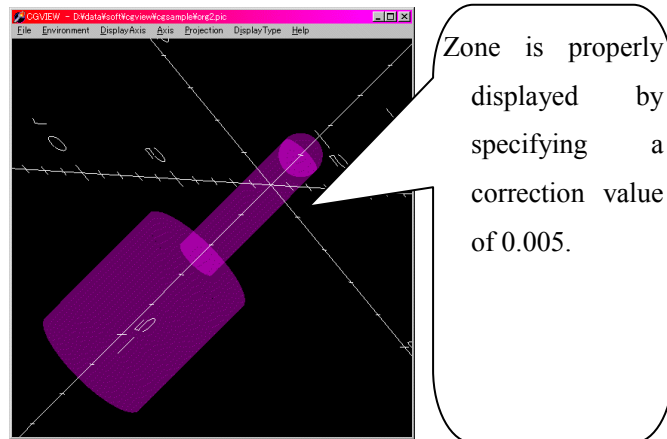 CGVIEW - D:¥data¥soft¥cgview¥cgsample¥org2.pic
File Environment DisplayAxis Axis Projection DisplayType Help
Zone is properly
displayed by
specifying a
correction value
of 0.005.